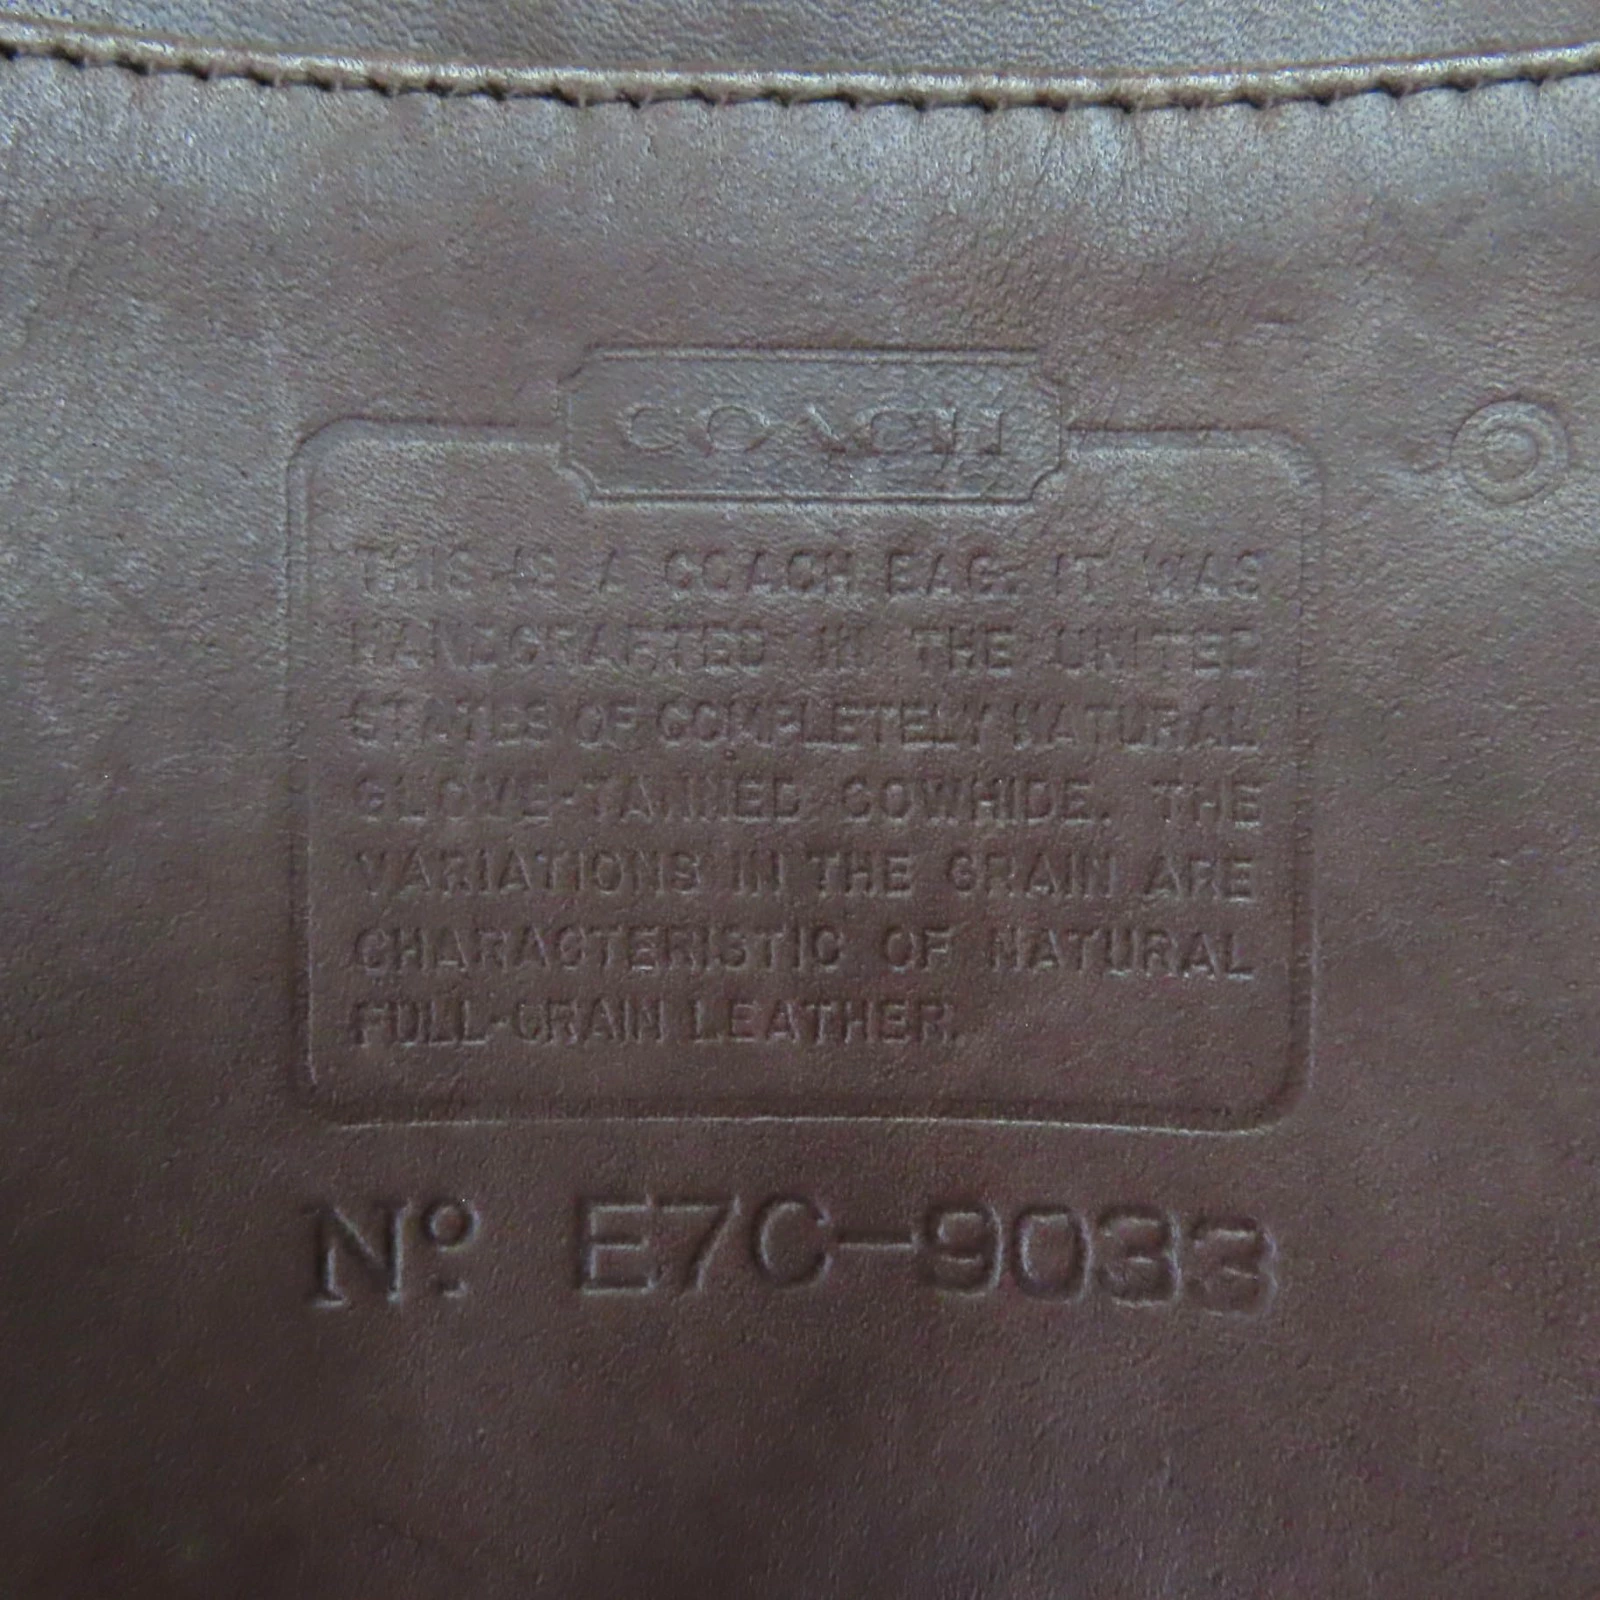 COACH
THIS IS A COACH BAG. IT WAS
HANDCRAFTED IN THE UNITED
STATES OF COMPLETELY NATURAL
GLOVE-TANNED COWHIDE. THE
VARIATIONS IN THE GRAIN ARE
CHARACTERISTIC OF NATURAL
FULL-GRAIN LEATHER.
Nº E7C-9033